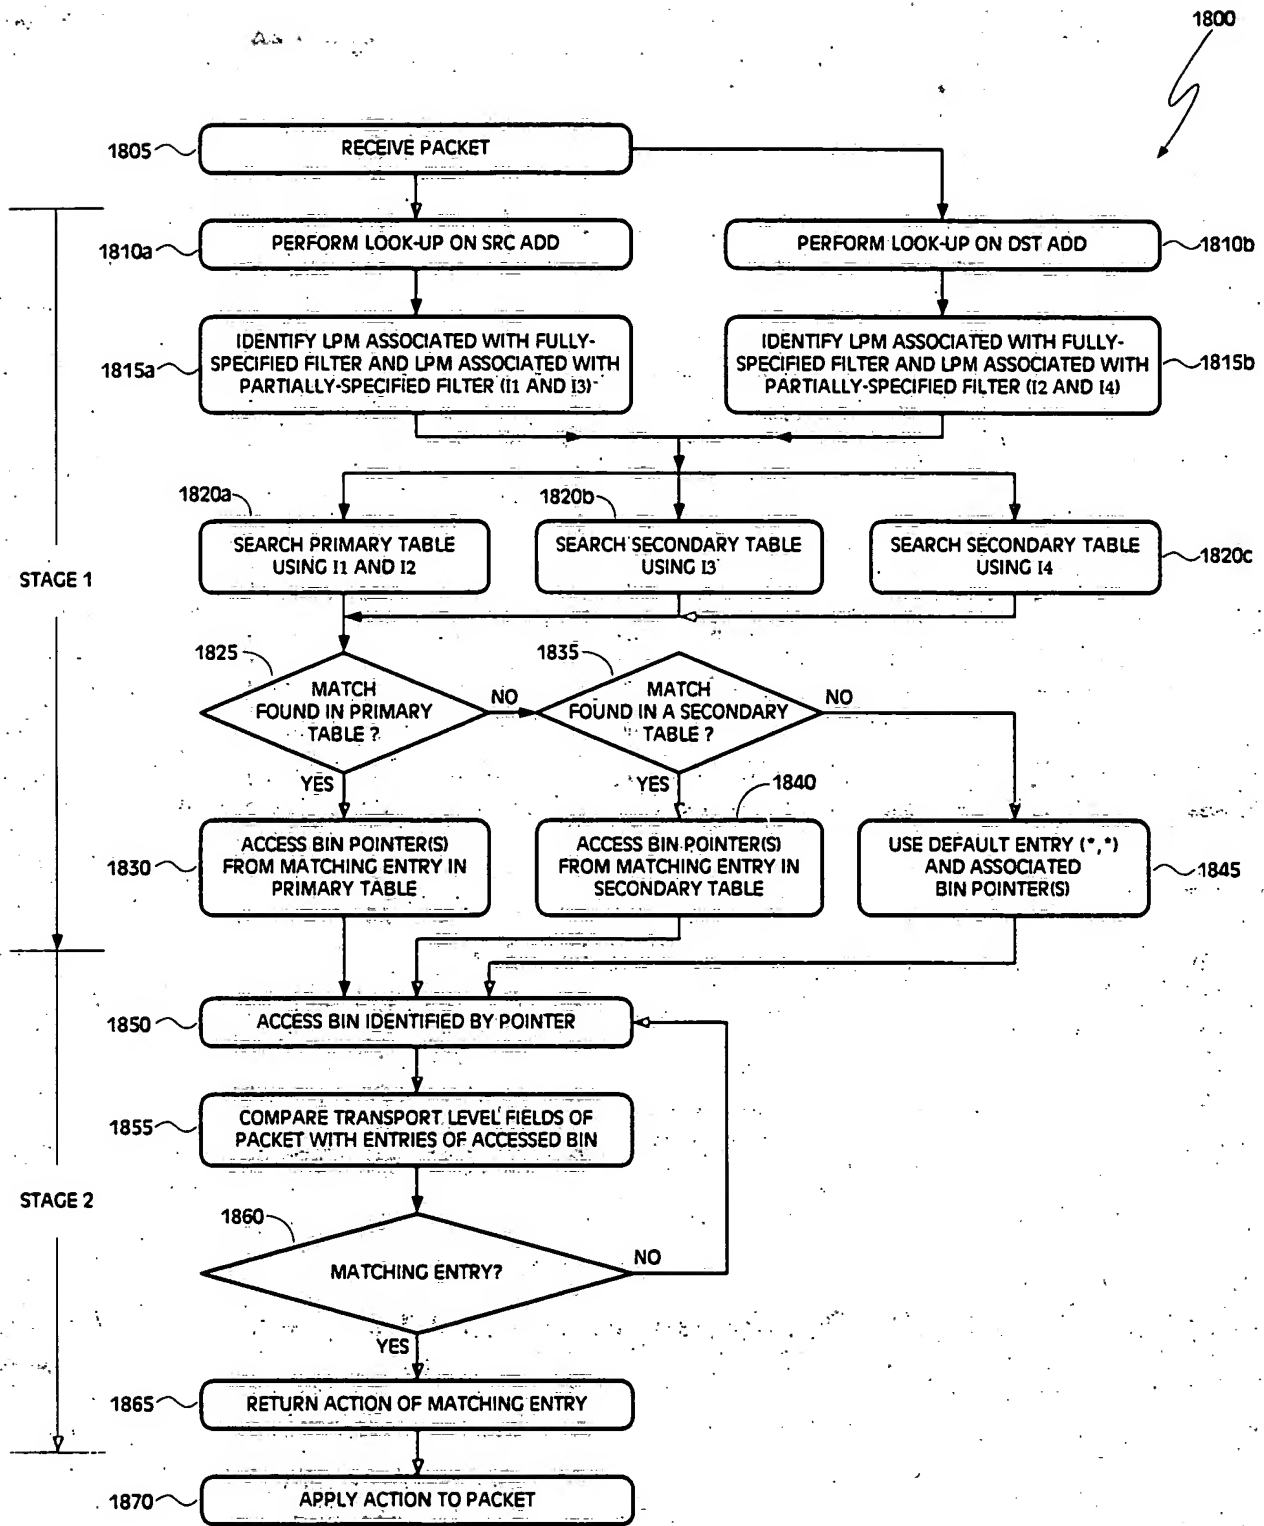 1800
1805
RECEIVE PACKET
1810a
PERFORM LOOK-UP ON SRC ADD
PERFORM LOOK-UP ON DST ADD
1810b
1815a
IDENTIFY LPM ASSOCIATED WITH FULLY-
SPECIFIED FILTER AND LPM ASSOCIATED WITH
PARTIALLY-SPECIFIED FILTER (I1 AND I3)
IDENTIFY LPM ASSOCIATED WITH FULLY-
SPECIFIED FILTER AND LPM ASSOCIATED WITH
PARTIALLY-SPECIFIED FILTER (I2 AND I4)
1815b
1820a
SEARCH PRIMARY TABLE
USING I1 AND I2
1820b
SEARCH SECONDARY TABLE
USING I3
SEARCH SECONDARY TABLE
USING I4
1820c
STAGE 1
1825
MATCH
FOUND IN PRIMARY
TABLE ?
NO
YES
1835
MATCH
FOUND IN A SECONDARY
TABLE ?
NO
YES
1830
ACCESS BIN POINTER(S)
FROM MATCHING ENTRY IN
PRIMARY TABLE
1840
ACCESS BIN POINTER(S)
FROM MATCHING ENTRY IN
SECONDARY TABLE
USE DEFAULT ENTRY (*,*)
AND ASSOCIATED
BIN POINTER(S)
1845
1850
ACCESS BIN IDENTIFIED BY POINTER
1855
COMPARE TRANSPORT LEVEL FIELDS OF
PACKET WITH ENTRIES OF ACCESSED BIN
STAGE 2
1860
MATCHING ENTRY?
NO
YES
1865
RETURN ACTION OF MATCHING ENTRY
1870
APPLY ACTION TO PACKET